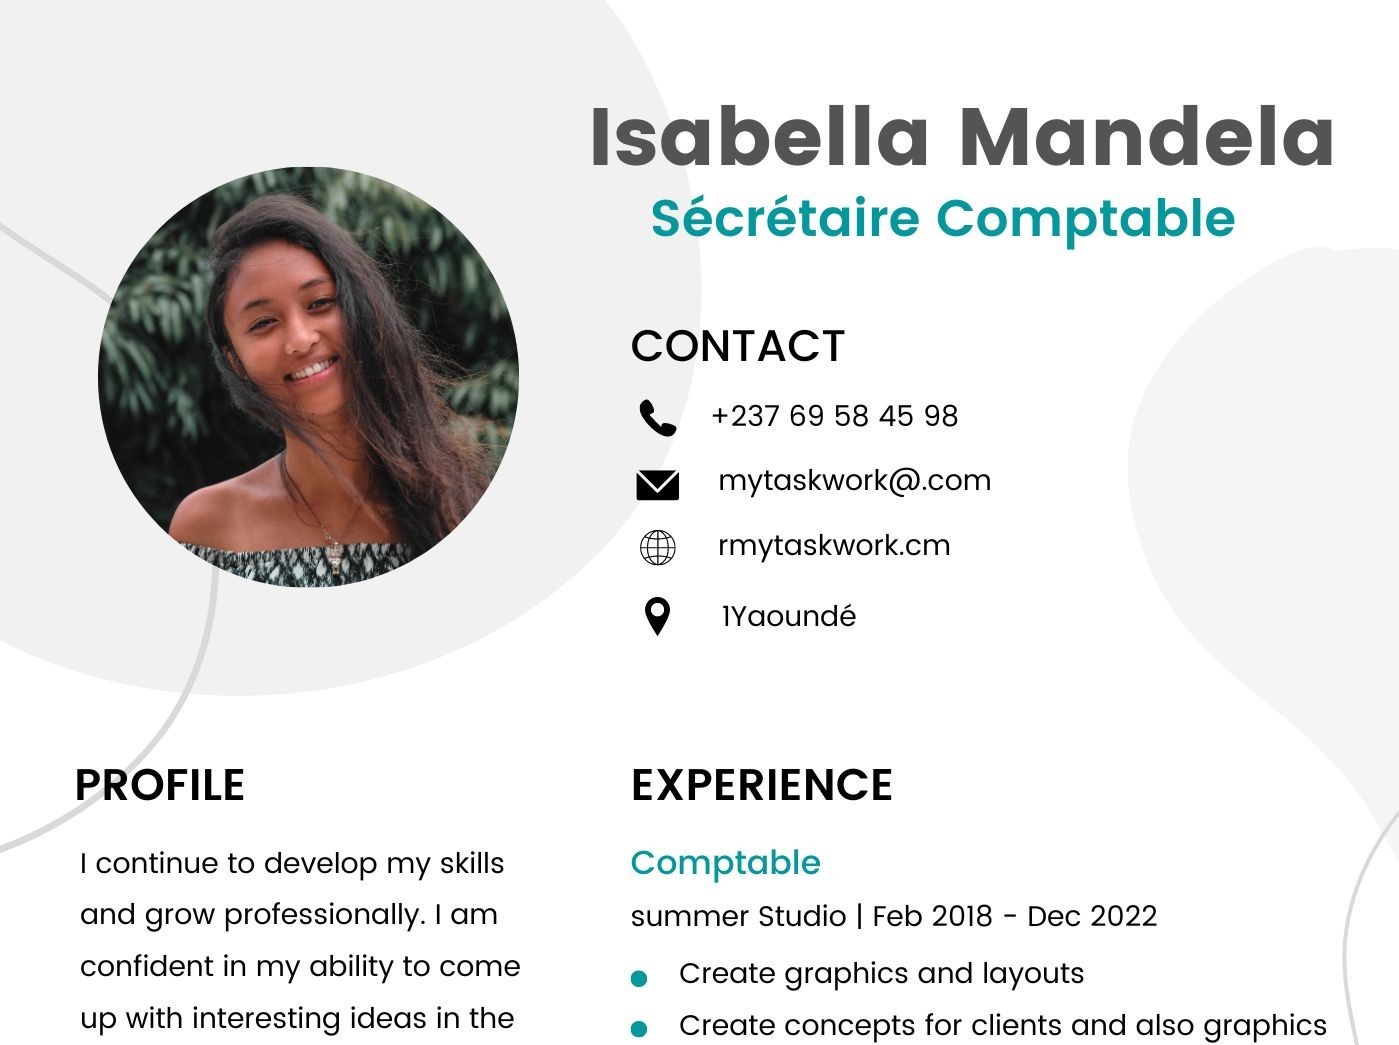 Isabella Mandela
Sécrétaire Comptable
CONTACT
+237 69 58 45 98
mytaskwork@.com
rmytaskwork.cm
1Yaoundé
PROFILE
I continue to develop my skills
and grow professionally. I am
confident in my ability to come
up with interesting ideas in the
EXPERIENCE
Comptable
summer Studio | Feb 2018 - Dec 2022
Create graphics and layouts
Create concepts for clients and also graphics